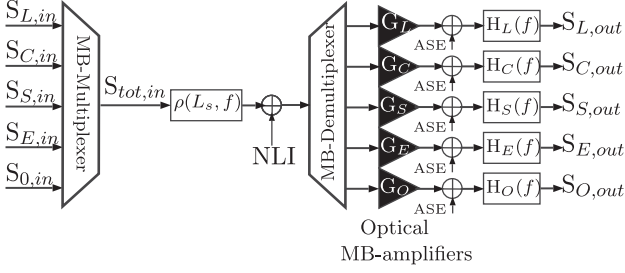 S_{L,in}
S_{C,in}
S_{S,in}
S_{E,in}
S_{0,in}
MB-Multiplexer
S_{tot,in}
ρ(L_s, f)
NLI
MB-Demultiplexer
G_L
ASE
H_L(f)
S_{L,out}
G_C
ASE
H_C(f)
S_{C,out}
G_S
ASE
H_S(f)
S_{S,out}
G_E
ASE
H_E(f)
S_{E,out}
G_O
ASE
H_O(f)
S_{O,out}
Optical
MB-amplifiers